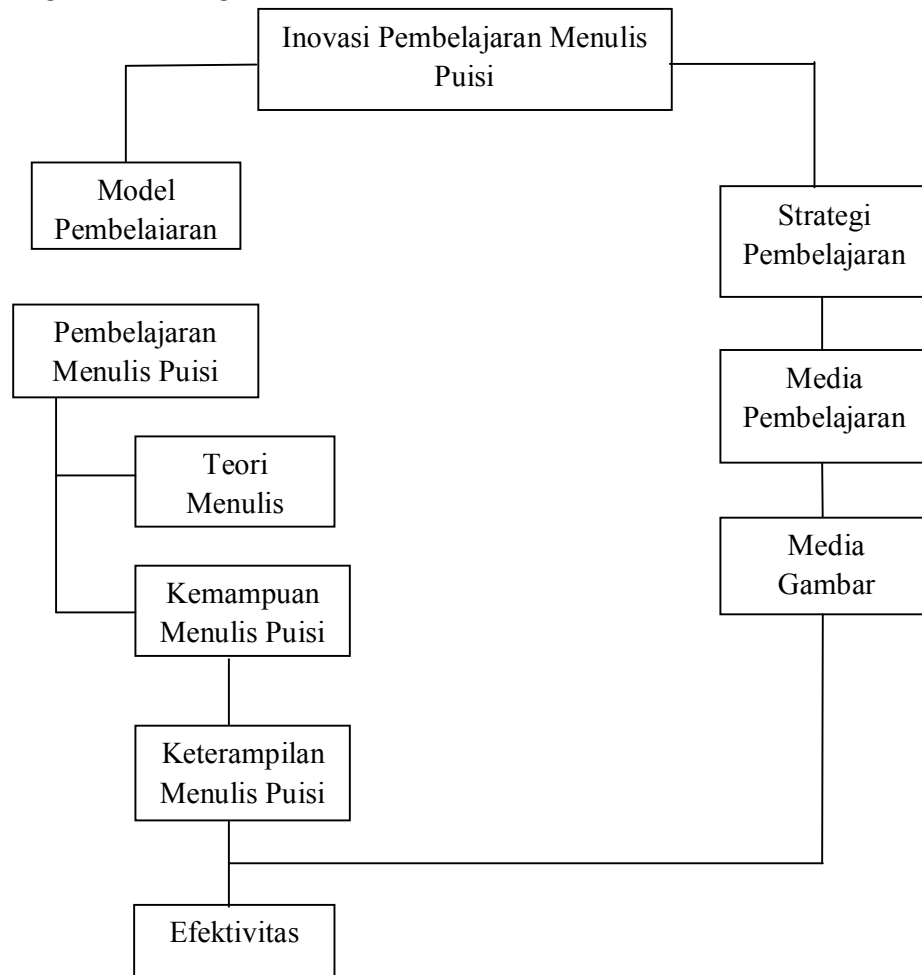 Inovasi Pembelajaran Menulis
Puisi
Model
Pembelajaran
Strategi
Pembelajaran
Pembelajaran
Menulis Puisi
Media
Pembelajaran
Teori
Menulis
Media
Gambar
Kemampuan
Menulis Puisi
Keterampilan
Menulis Puisi
Efektivitas